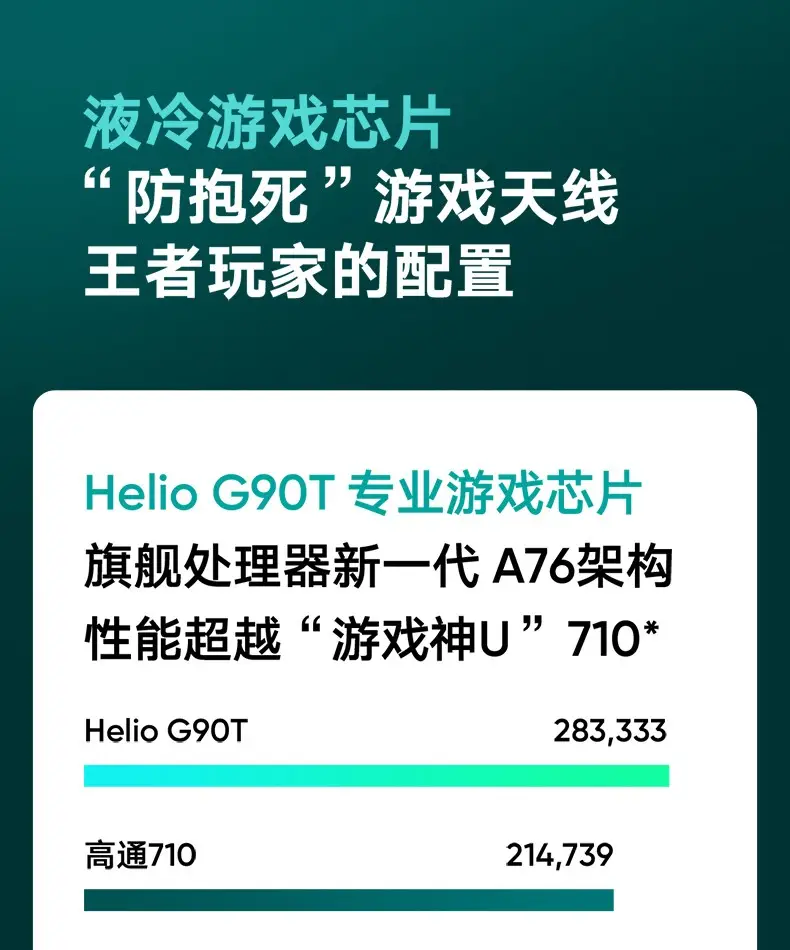 液冷游戏芯片
“防抱死”游戏天线
王者玩家的配置
Helio G90T 专业游戏芯片
旗舰处理器新一代 A76架构
性能超越“游戏神U” 710*
Helio G90T 283,333
高通710 214,739